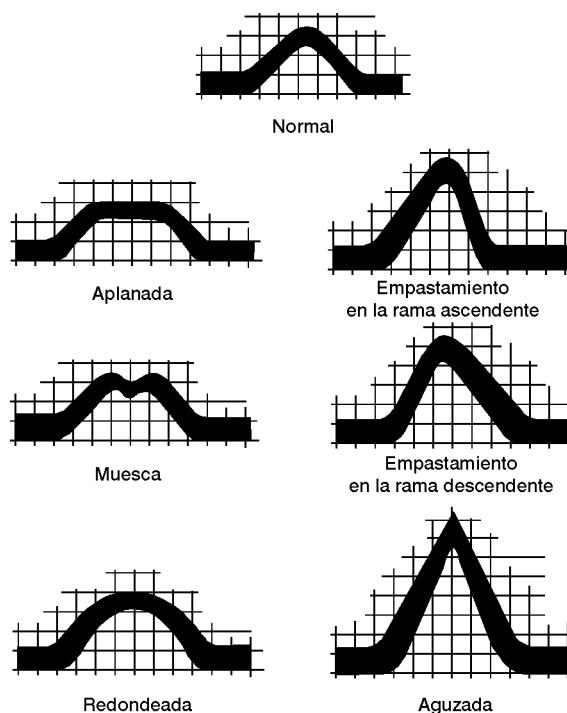 Normal
Aplanada
Empastamiento
en la rama ascendente
Muesca
Empastamiento
en la rama descendente
Redondeada
Aguzada